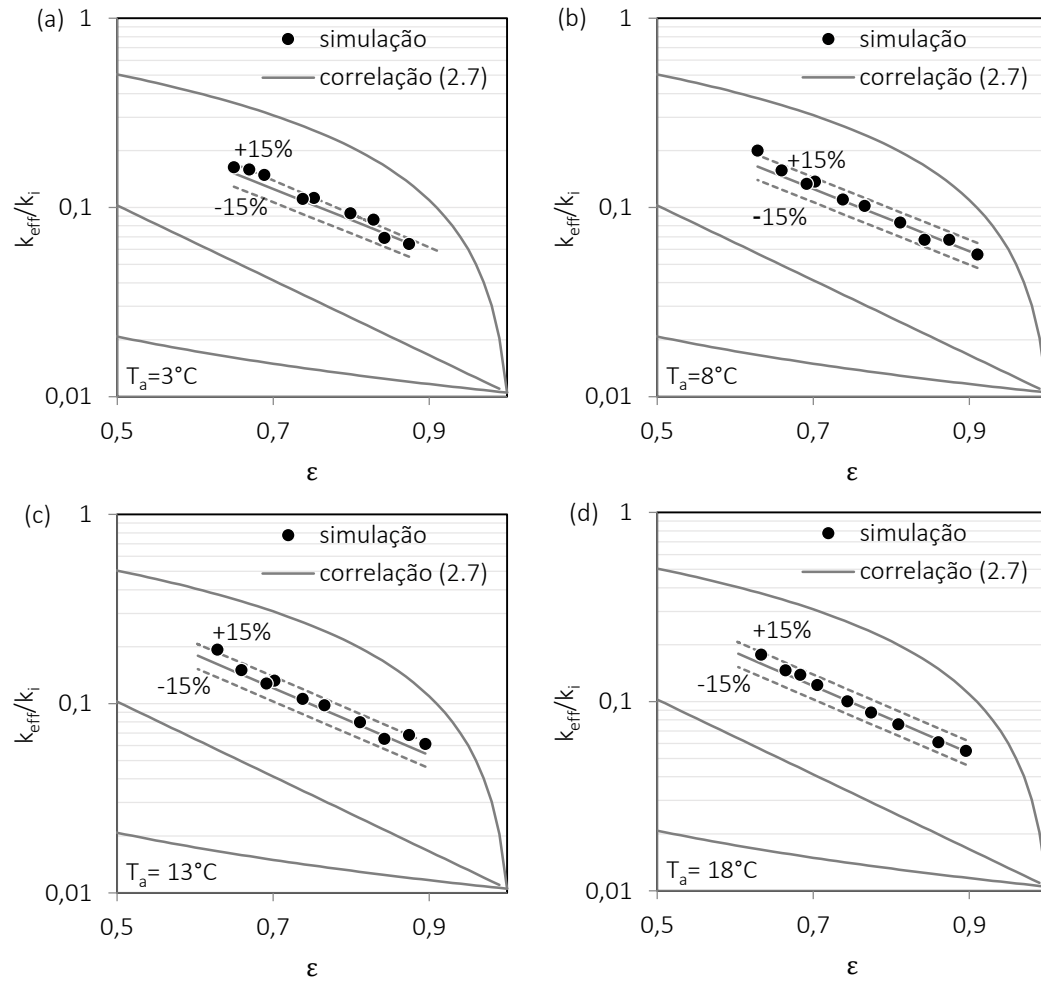 (a)
1
simulação
correlação (2.7)
+15%
-15%
0,1
0,01
k_eff/k_i
T_a=3°C
0,5
0,7
0,9
ε
(b)
1
simulação
correlação (2.7)
+15%
-15%
0,1
0,01
k_eff/k_i
T_a=8°C
0,5
0,7
0,9
ε
(c)
1
simulação
correlação (2.7)
+15%
-15%
0,1
0,01
k_eff/k_i
T_a= 13°C
0,5
0,7
0,9
ε
(d)
1
simulação
correlação (2.7)
+15%
-15%
0,1
0,01
k_eff/k_i
T_a= 18°C
0,5
0,7
0,9
ε